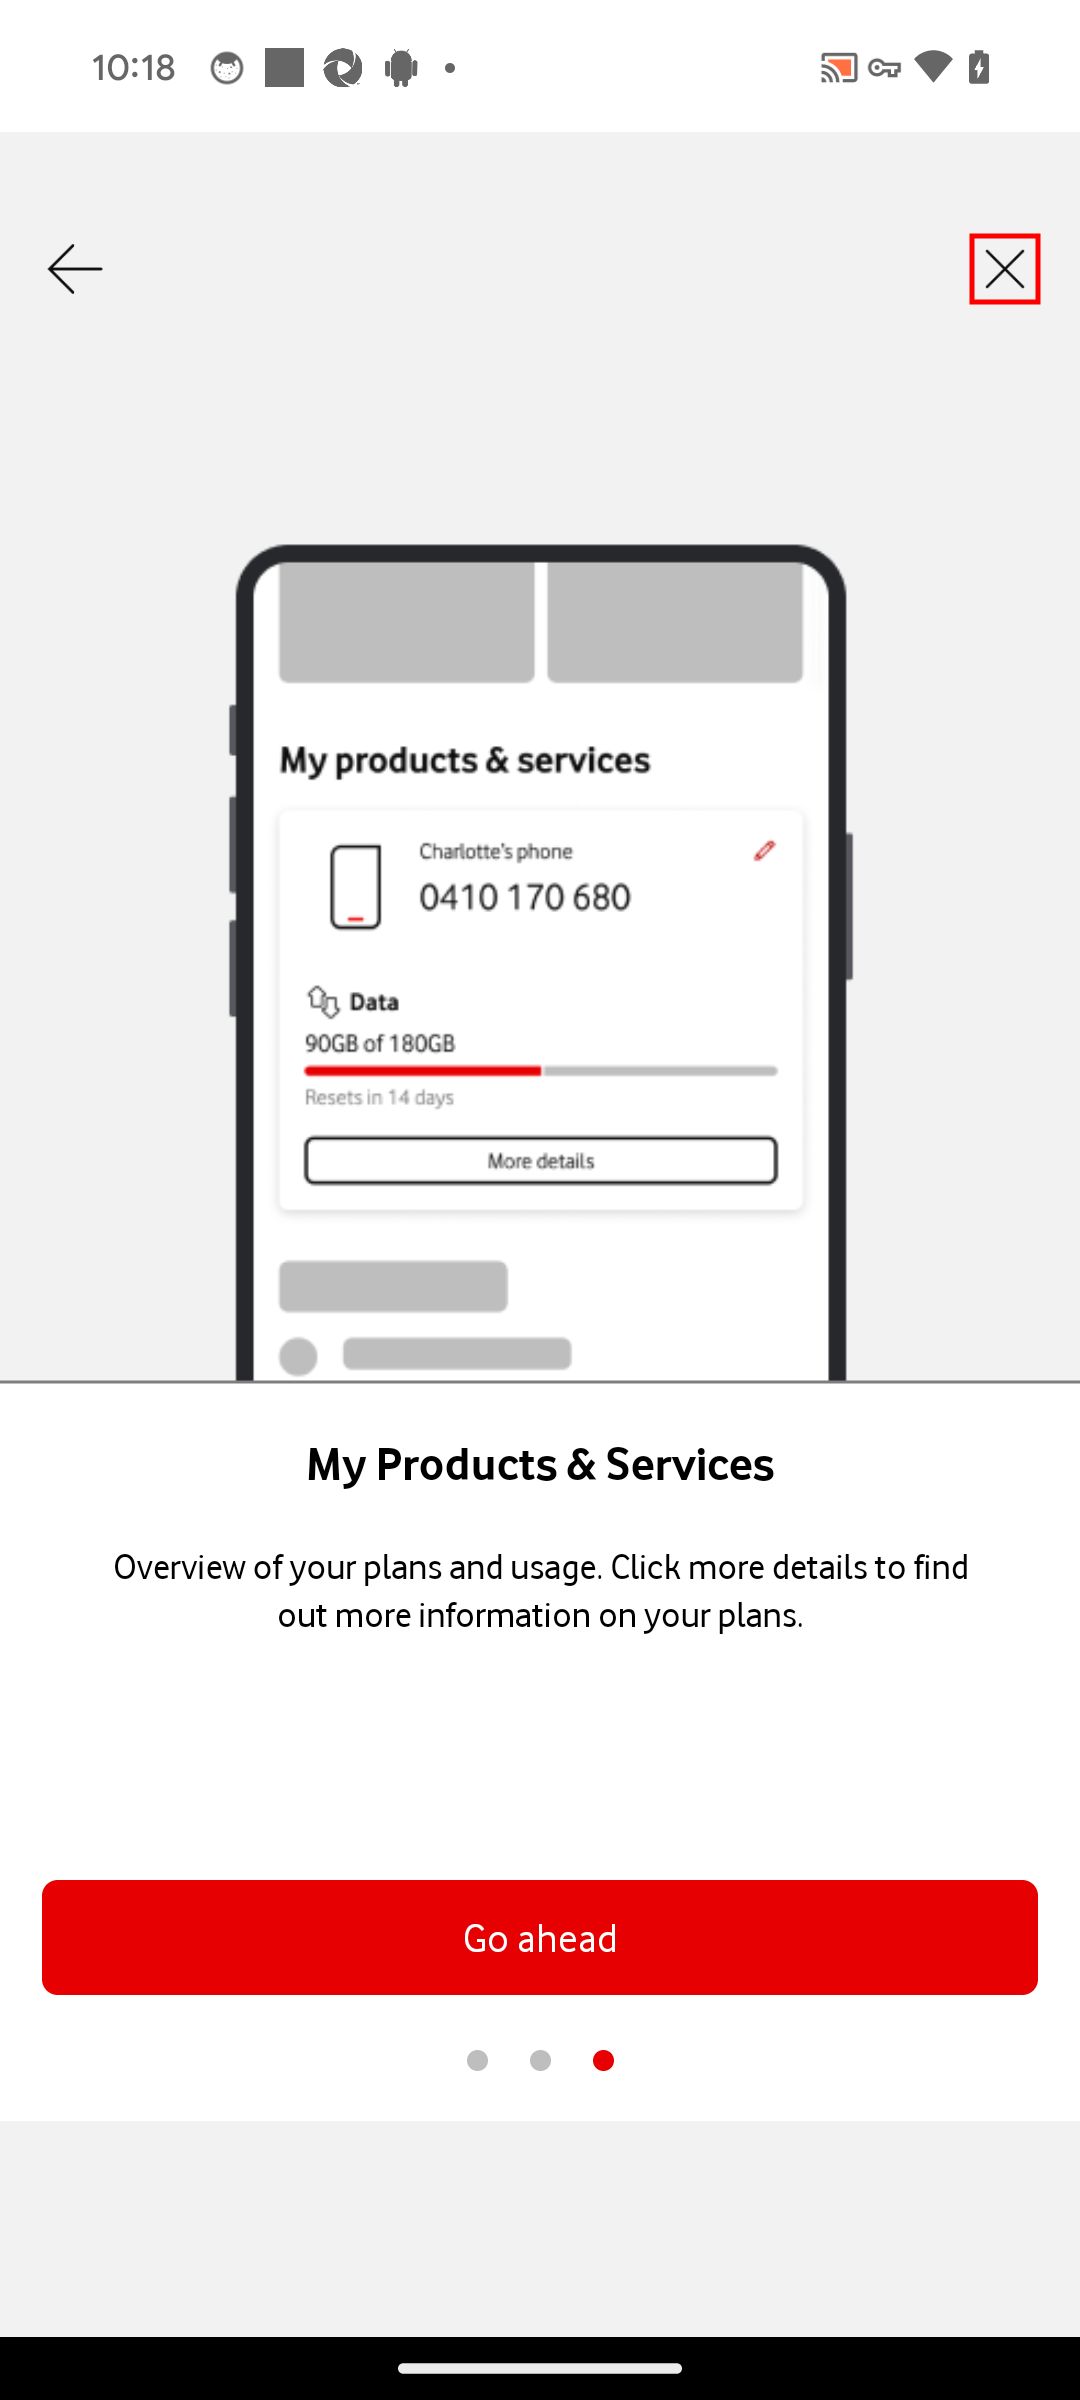 10:18
My products & services
Charlotte's phone
0410 170 680
Data
90GB of 180GB
Resets in 14 days
More details
My Products & Services
Overview of your plans and usage. Click more details to find
out more information on your plans.
Go ahead